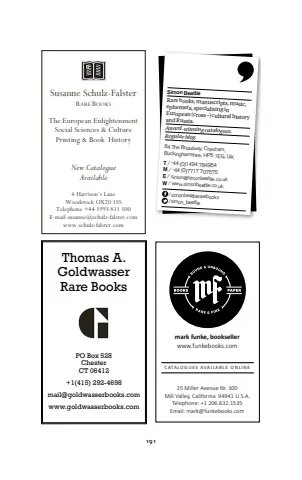 Susanne Schulz-Falster
RARE BOOKS
The European Enlightenment
Social Sciences & Culture
Printing & Book History
New Catalogue
Available
4 Harrison's Lane
Woodstock OX20 1SS
Telephone +44 1993 811 100
E-mail susanne@schulz-falster.com
www.schulz-falster.com
Simon Beattie
Rare books, manuscripts, music,
ephemera, specialising in
European (cross-)cultural history
and Russia.
Award-winning catalogues.
Regular blog.
84 The Broadway, Chesham,
Buckinghamshire, HP5 1EG, UK
T / +44 (0)1494 784954
M / +44 (0)7717 707575
E / simon@simonbeattie.co.uk
W / www.simonbeattie.co.uk
/ simonbeattierarebooks
/ @simon_beattie
Thomas A.
Goldwasser
Rare Books
G
PO Box 528
Chester
CT 06412
+1(415) 292-4698
mail@goldwasserbooks.com
www.goldwasserbooks.com
BOOKS
mf
PAPER
RARE & FINE
mark funke, bookseller
www.funkebooks.com
CATALOGUES AVAILABLE ONLINE
35 Miller Avenue Nr. 300
Mill Valley, California 94941 U.S.A.
Telephone: +1 206.632.1535
Email: mark@funkebooks.com
191